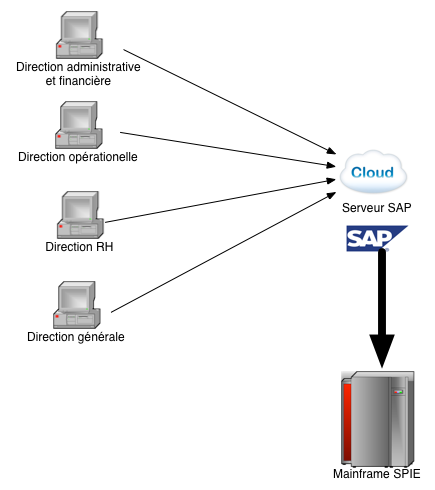 Direction administrative
et financière
Direction opérationelle
Cloud
Serveur SAP
SAP
Direction RH
Direction générale
Mainframe SPIE